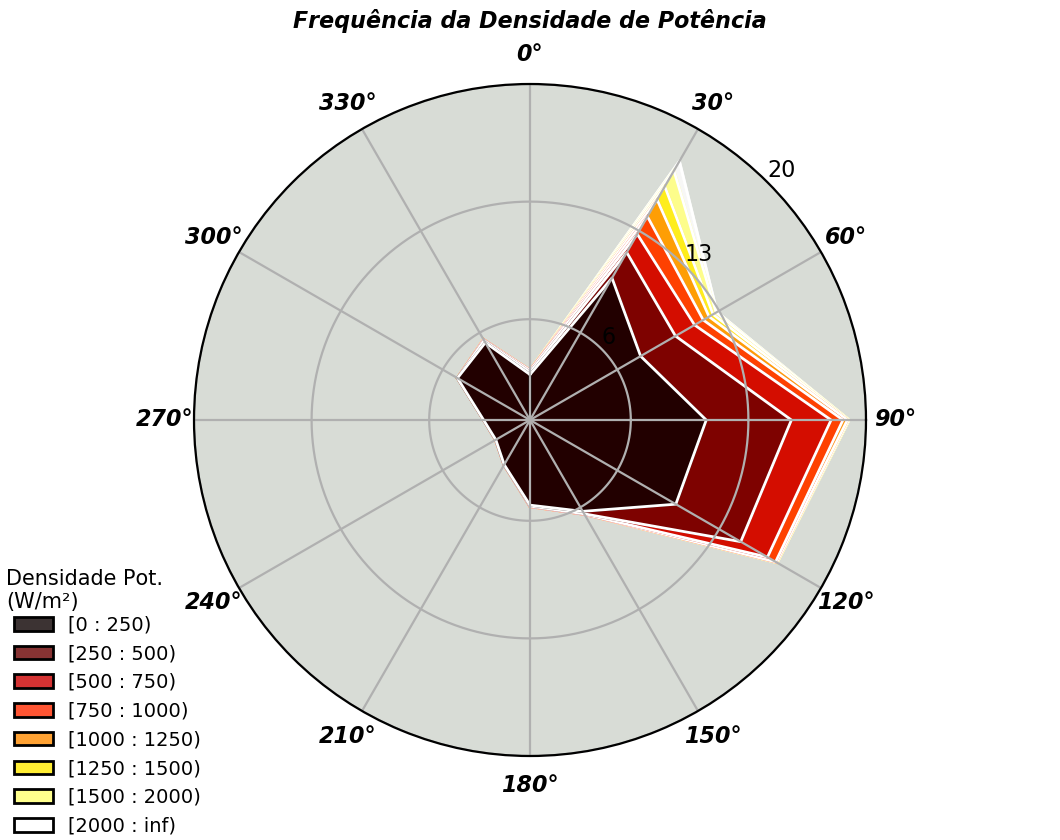 Frequência da Densidade de Potência
0°
330°
30°
20
300°
60°
13
6
270°
90°
240°
120°
210°
150°
180°
Densidade Pot.
(W/m²)
[0 : 250)
[250 : 500)
[500 : 750)
[750 : 1000)
[1000 : 1250)
[1250 : 1500)
[1500 : 2000)
[2000 : inf)